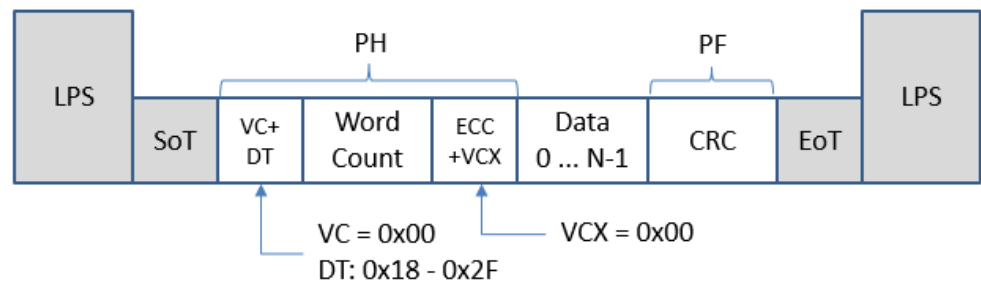 PH
PF
LPS
LPS
SoT
VC+
DT
Word
Count
ECC
+VCX
Data
0 ... N-1
CRC
EoT
VC = 0x00
DT: 0x18 - 0x2F
VCX = 0x00